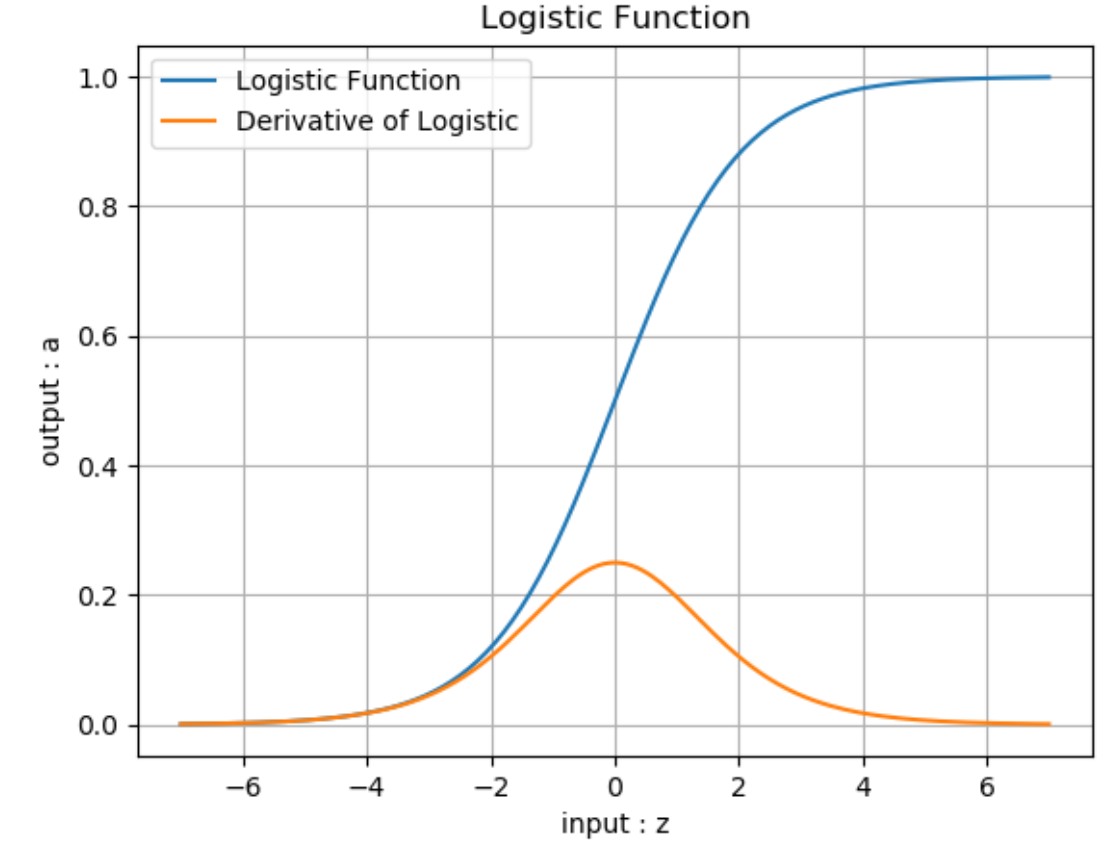 Logistic Function
Logistic Function
Derivative of Logistic
1.0
0.8
0.6
0.4
0.2
0.0
output : a
−6 −4 −2 0 2 4 6
input : z